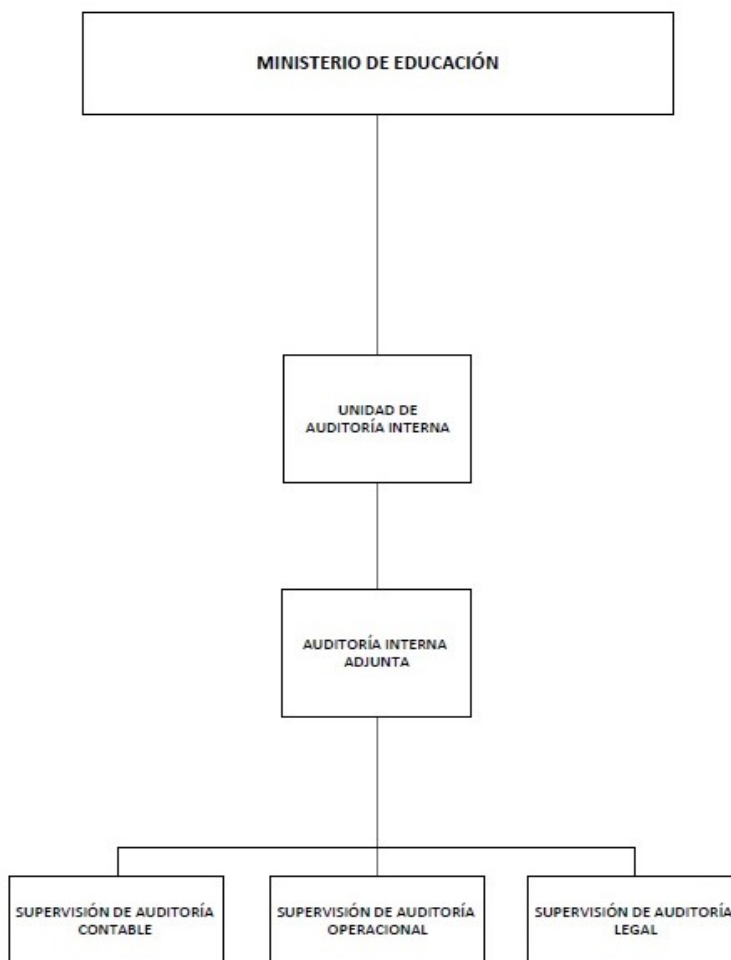 MINISTERIO DE EDUCACIÓN
UNIDAD DE
AUDITORÍA INTERNA
AUDITORÍA INTERNA
ADJUNTA
SUPERVISIÓN DE AUDITORÍA
CONTABLE
SUPERVISIÓN DE AUDITORÍA
OPERACIONAL
SUPERVISIÓN DE AUDITORÍA
LEGAL